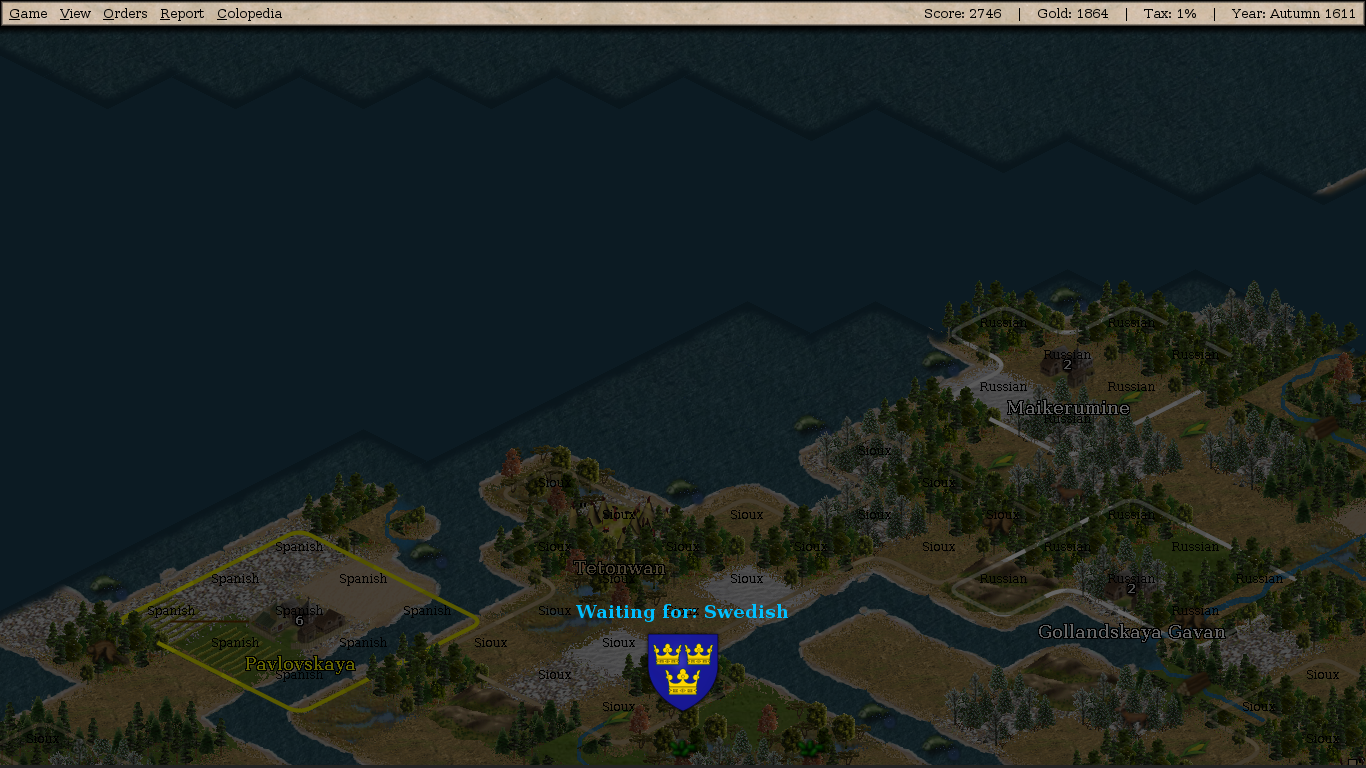 Game View Orders Report Colopedia Score: 2746 | Gold: 1864 | Tax: 1% | Year: Autumn 1611
Russian Russian
Russian Russian
2
Russian Russian
Maikerumine
Russian
Sioux
Sioux Sioux
Sioux Sioux Sioux Sioux Russian
Spanish Sioux Sioux Sioux Sioux Russian Russian
Tetonwan
Spanish Spanish Sioux Sioux Russian Russian Russian
2
Spanish Spanish Spanish Sioux Sioux Russian
6
Waiting for: Swedish
Gollandskaya Gavan
Spanish Spanish Sioux Sioux
Pavlovskaya
Spanish Sioux Sioux
Sioux Sioux
Sioux Sioux